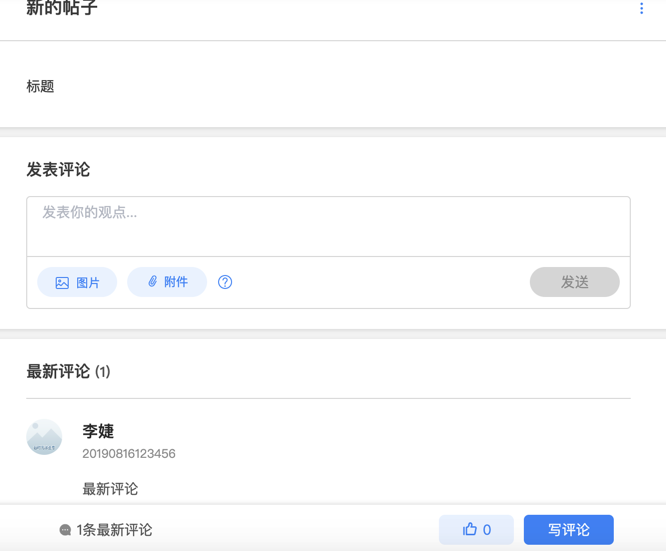 新的帖子
标题
发表评论
发表你的观点...
图片 附件 发送
最新评论 (1)
李婕
20190816123456
最新评论
1条最新评论 0 写评论